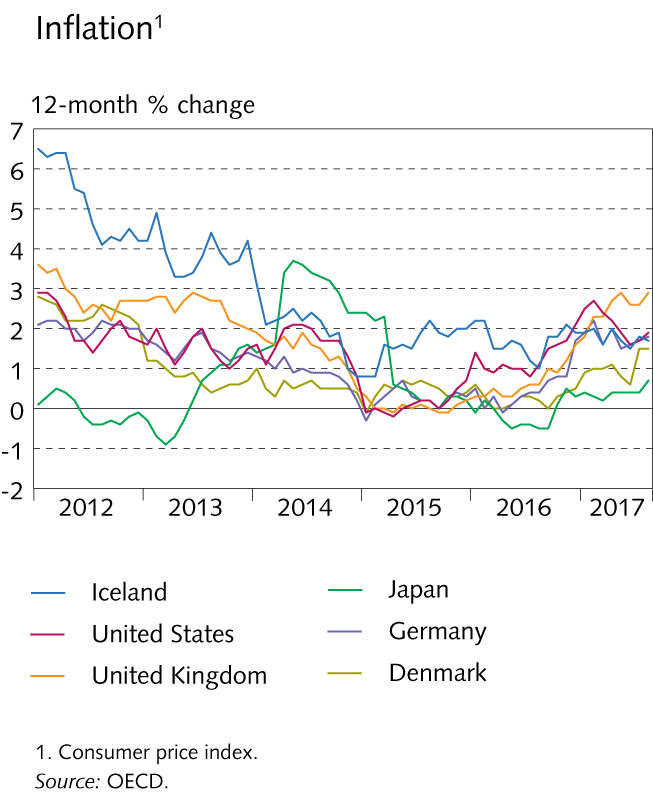 Inflation¹
12-month % change
7
6
5
4
3
2
1
0
-1
-2
2012 2013 2014 2015 2016 2017
Iceland
United States
United Kingdom
Japan
Germany
Denmark
1. Consumer price index.
Source: OECD.